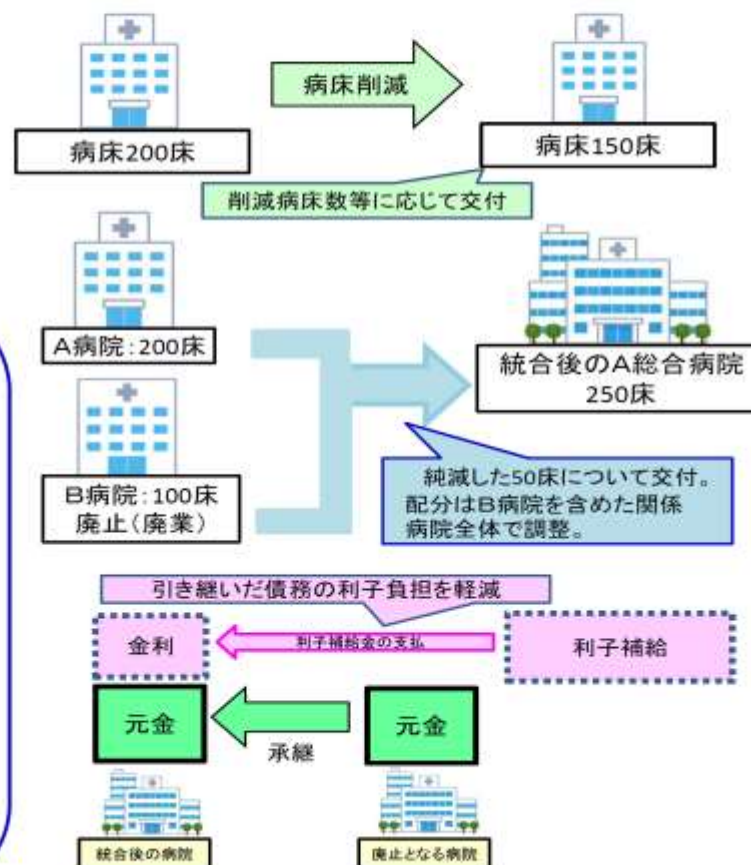 病床削減
病床200床
病床150床
削減病床数等に応じて交付
A病院:200床
B病院:100床
廃止(廃業)
統合後のA総合病院
250床
純減した50床について交付。
配分はB病院を含めた関係
病院全体で調整。
引き継いだ債務の利子負担を軽減
金利
利子補給金の支払
利子補給
元金
承継
元金
統合後の病院
廃止となる病院